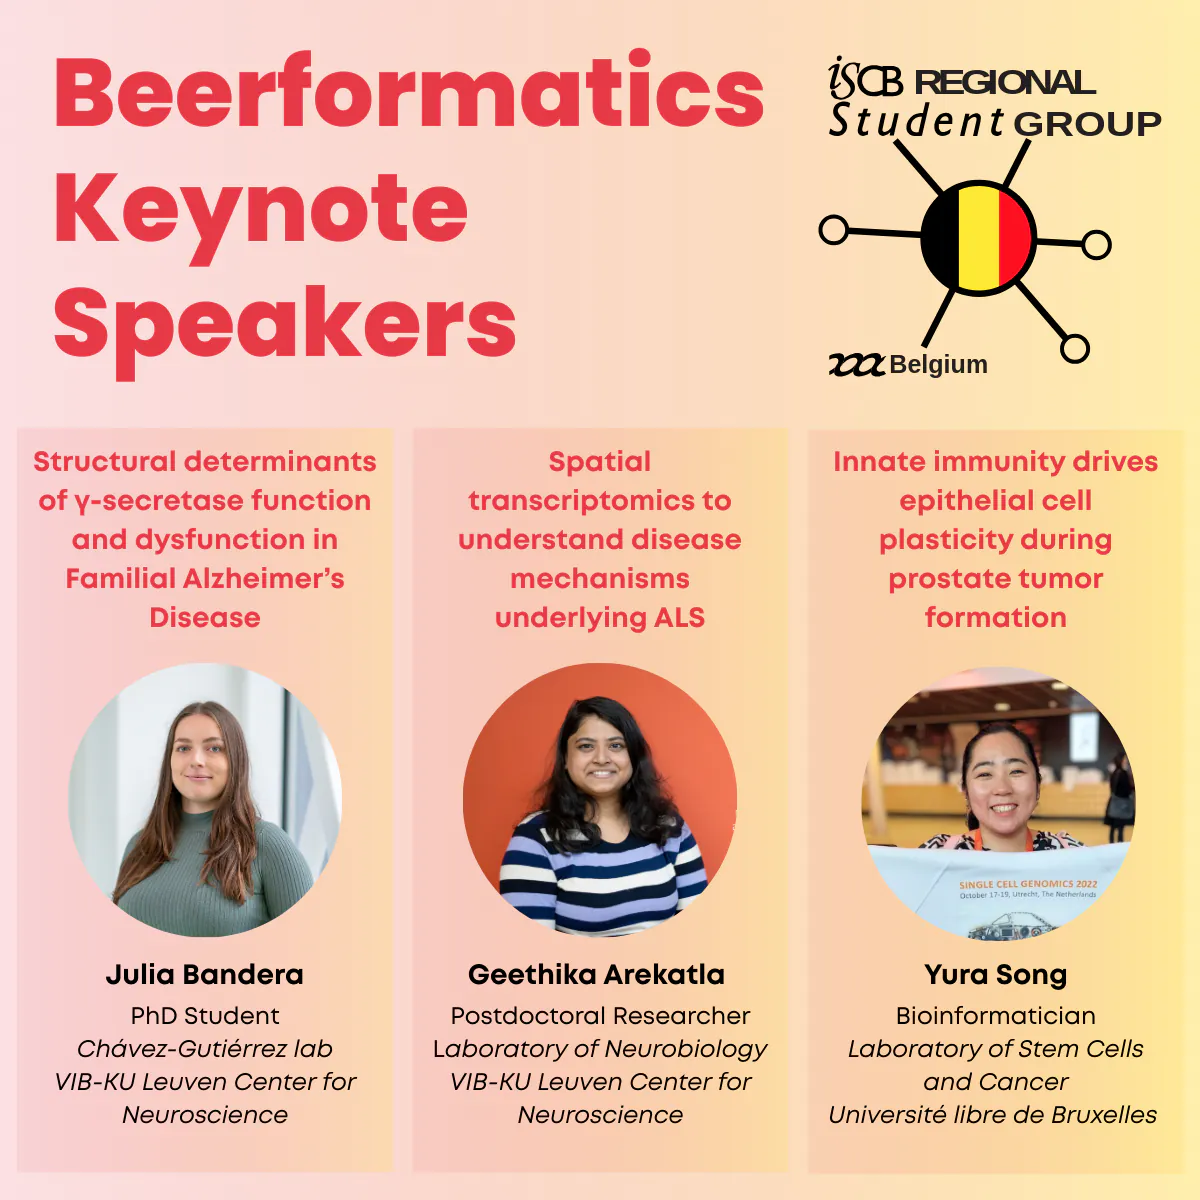 Beerformatics
Keynote
Speakers
iSCB REGIONAL
Student GROUP
Belgium
Structural determinants
of γ-secretase function
and dysfunction in
Familial Alzheimer's
Disease
Julia Bandera
PhD Student
Chávez-Gutiérrez lab
VIB-KU Leuven Center for
Neuroscience
Spatial
transcriptomics to
understand disease
mechanisms
underlying ALS
Geethika Arekatla
Postdoctoral Researcher
Laboratory of Neurobiology
VIB-KU Leuven Center for
Neuroscience
Innate immunity drives
epithelial cell
plasticity during
prostate tumor
formation
SINGLE CELL GENOMICS 2022
October 17-19, Utrecht, The Netherlands
Yura Song
Bioinformatician
Laboratory of Stem Cells
and Cancer
Université libre de Bruxelles